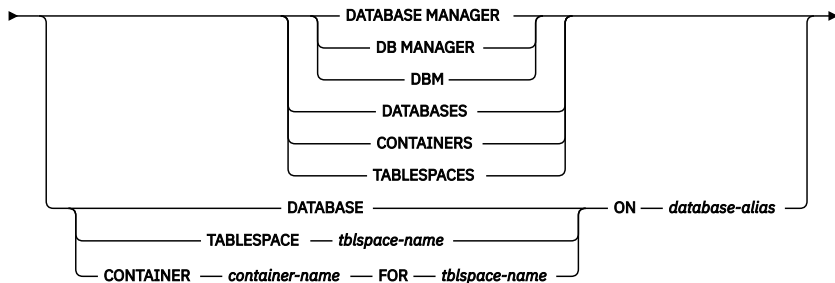 DATABASE MANAGER
DB MANAGER
DBM
DATABASES
CONTAINERS
TABLESPACES
DATABASE ON database-alias
TABLESPACE tblspace-name
CONTAINER container-name FOR tblspace-name